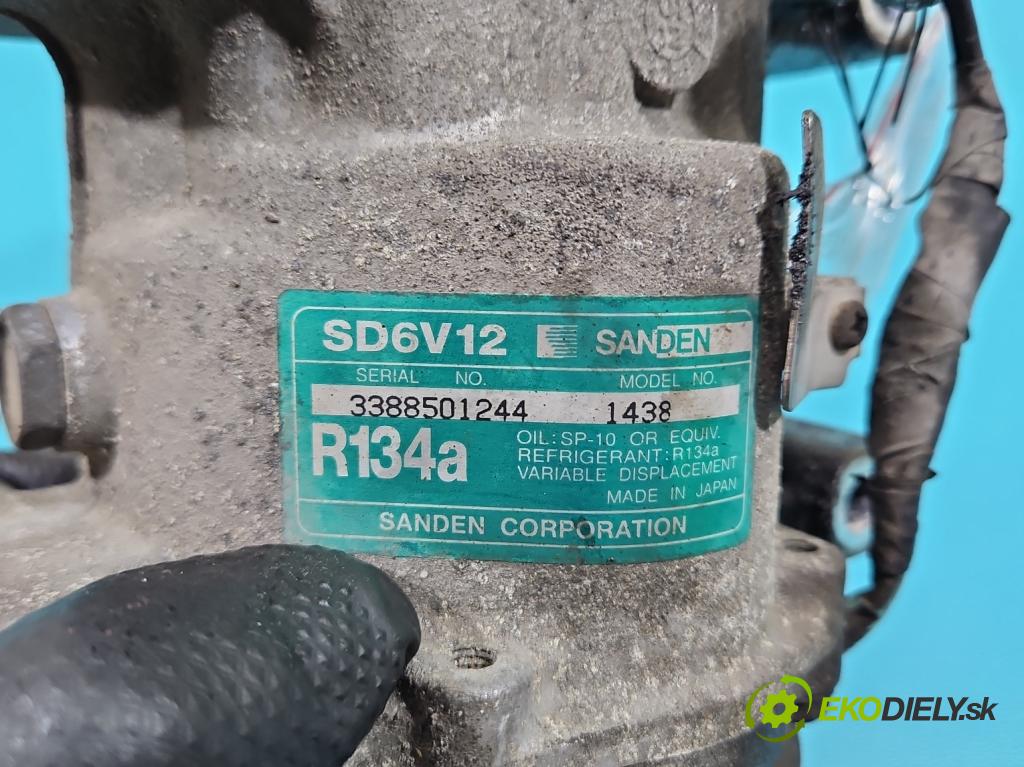 SD6V12 SANDEN
SERIAL NO. MODEL NO.
3388501244 1438
R134a
OIL: SP-10 OR EQUIV.
REFRIGERANT: R134a
VARIABLE DISPLACEMENT
MADE IN JAPAN
SANDEN CORPORATION
EKODIELY.sk